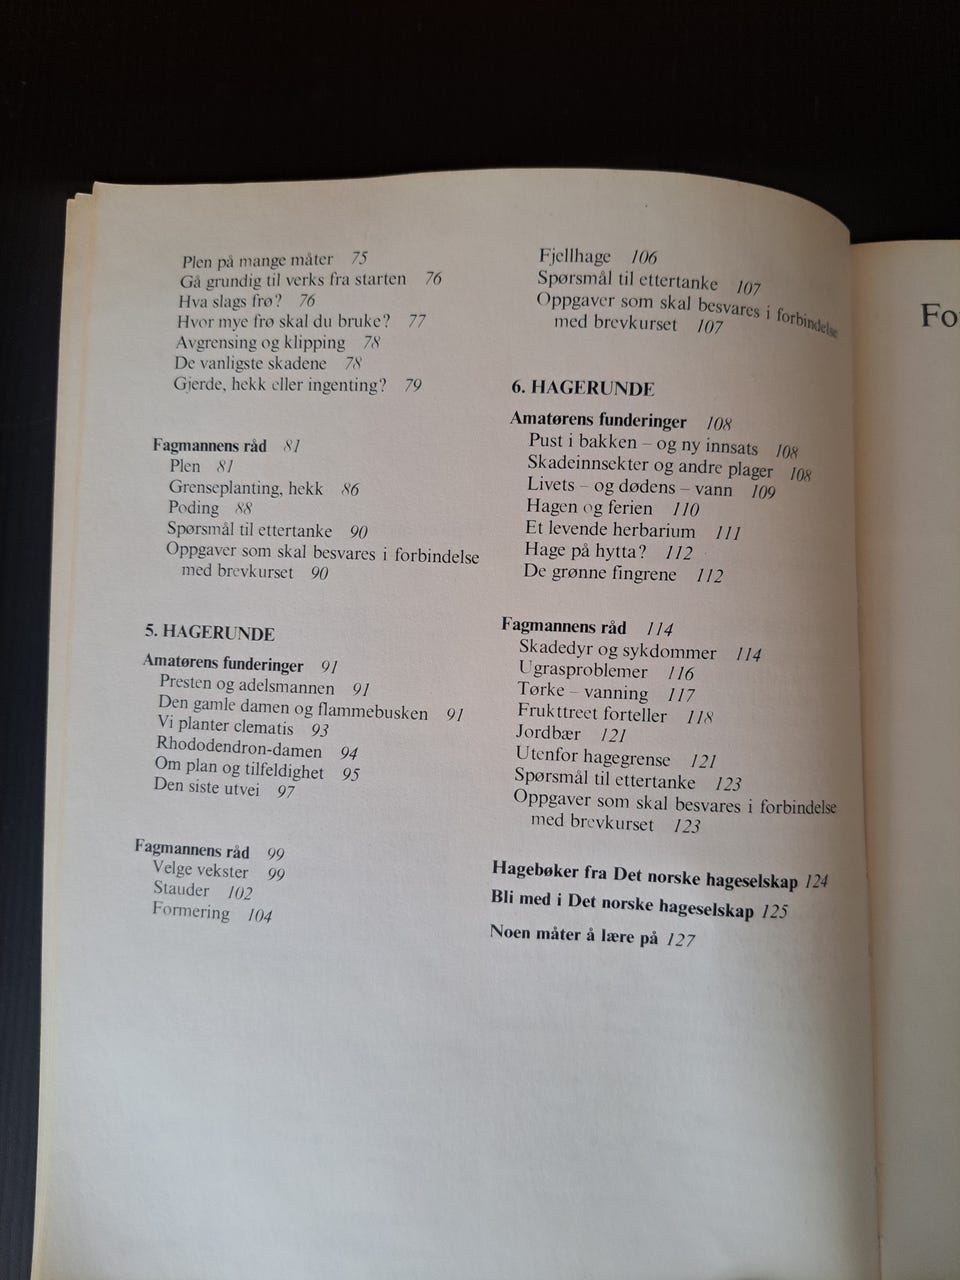 Plen på mange måter 75
Gå grundig til verks fra starten 76
Hva slags frø? 76
Hvor mye frø skal du bruke? 77
Avgrensing og klipping 78
De vanligste skadene 78
Gjerde, hekk eller ingenting? 79
Fagmannens råd 81
Plen 81
Grenseplanting, hekk 86
Poding 88
Spørsmål til ettertanke 90
Oppgaver som skal besvares i forbindelse
med brevkurset 90
5. HAGERUNDE
Amatørens funderinger 91
Presten og adelsmannen 91
Den gamle damen og flammebusken 91
Vi planter clematis 93
Rhododendron-damen 94
Om plan og tilfeldighet 95
Den siste utvei 97
Fagmannens råd 99
Velge vekster 99
Stauder 102
Formering 104
Fjellhage 106
Spørsmål til ettertanke 107
Oppgaver som skal besvares i forbindelse
med brevkurset 107
6. HAGERUNDE
Amatørens funderinger 108
Pust i bakken – og ny innsats 108
Skadeinnsekter og andre plager 108
Livets – og dødens – vann 109
Hagen og ferien 110
Et levende herbarium 111
Hage på hytta? 112
De grønne fingrene 112
Fagmannens råd 114
Skadedyr og sykdommer 114
Ugrasproblemer 116
Tørke – vanning 117
Frukttreet forteller 118
Jordbær 121
Utenfor hagegrense 121
Spørsmål til ettertanke 123
Oppgaver som skal besvares i forbindelse
med brevkurset 123
Hagebøker fra Det norske hageselskap 124
Bli med i Det norske hageselskap 125
Noen måter å lære på 127